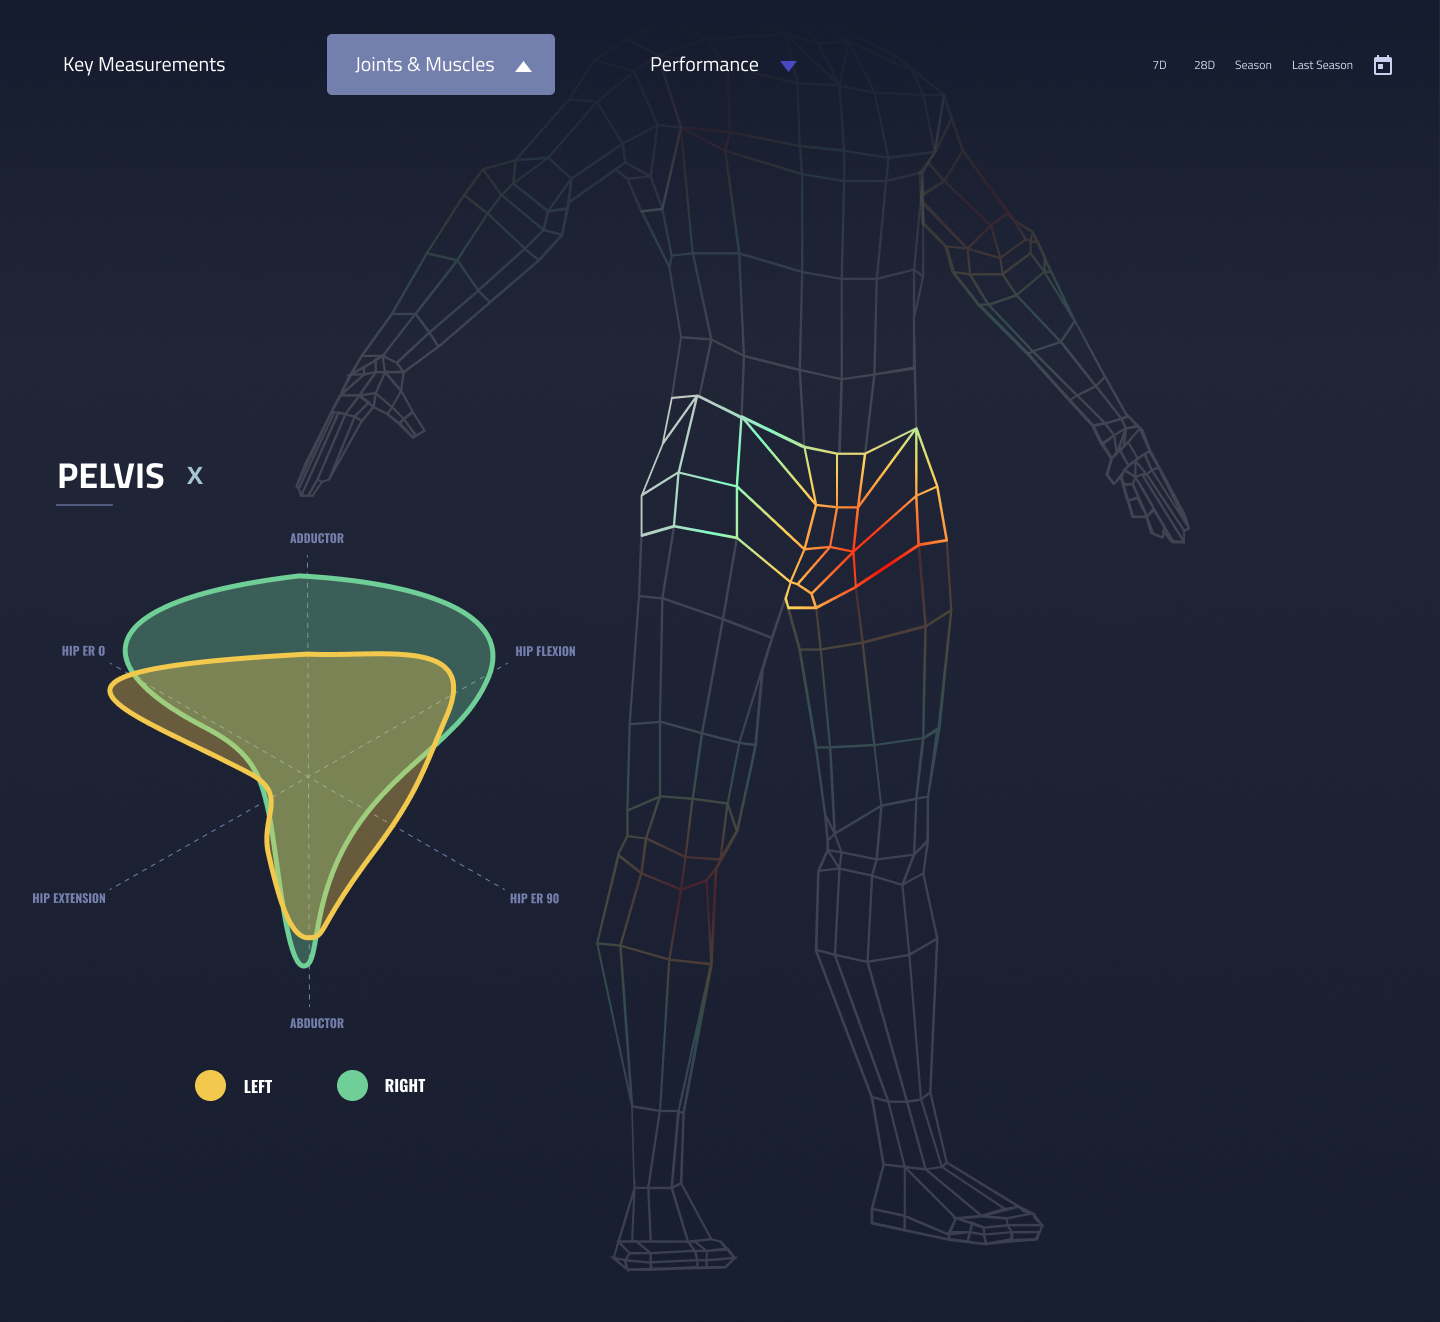 Key Measurements
Joints & Muscles
Performance
7D
28D
Season
Last Season
PELVIS X
ADDUCTOR
HIP ER 0
HIP FLEXION
HIP EXTENSION
HIP ER 90
ABDUCTOR
LEFT
RIGHT